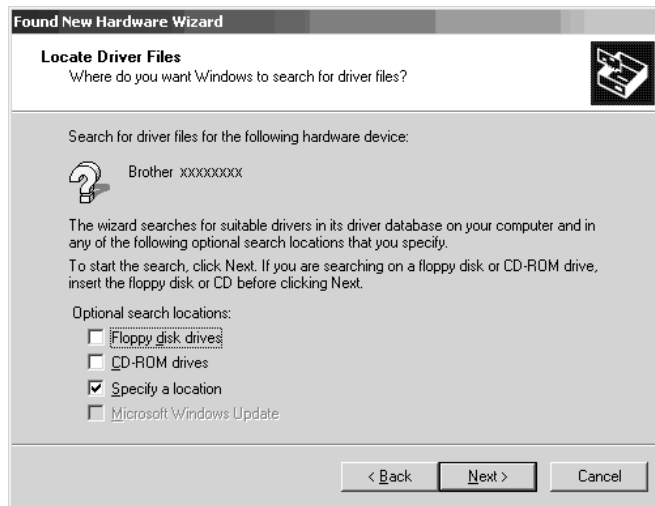 Found New Hardware Wizard
Locate Driver Files
Where do you want Windows to search for driver files?
Search for driver files for the following hardware device:
Brother xxxxxxxx
The wizard searches for suitable drivers in its driver database on your computer and in
any of the following optional search locations that you specify.
To start the search, click Next. If you are searching on a floppy disk or CD-ROM drive,
insert the floppy disk or CD before clicking Next.
Optional search locations:
Floppy disk drives
CD-ROM drives
Specify a location
Microsoft Windows Update
< Back Next > Cancel